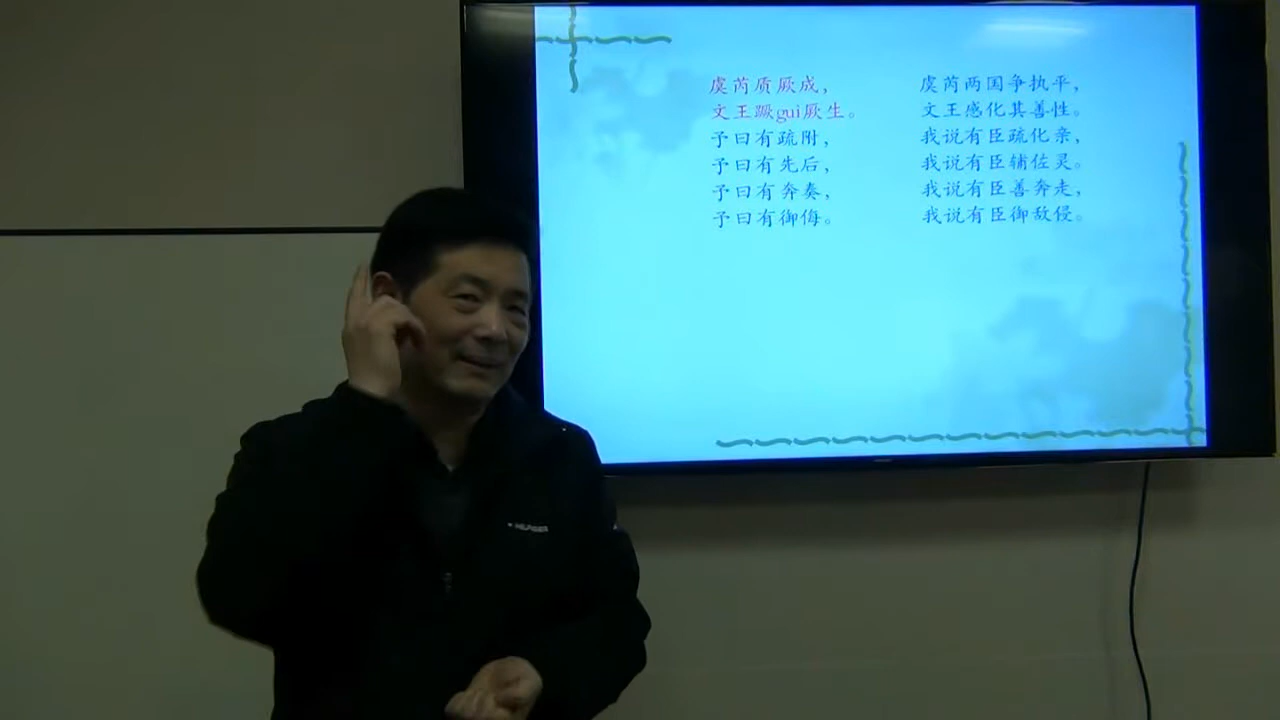 虞芮质厥成，
文王蹶gui厥生。
予曰有疏附，
予曰有先后，
予曰有奔奏，
予曰有御侮。
虞芮两国争执平，
文王感化其善性。
我说有臣疏化亲，
我说有臣辅佐灵。
我说有臣善奔走，
我说有臣御敌侵。